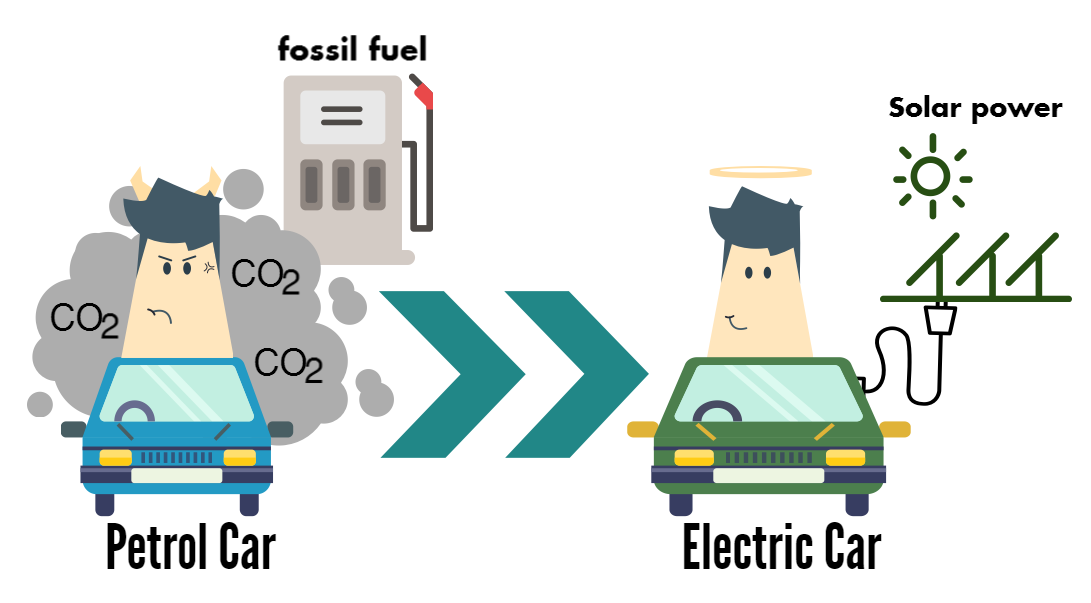 fossil fuel
Solar power
CO2
CO2
CO2
Petrol Car
Electric Car